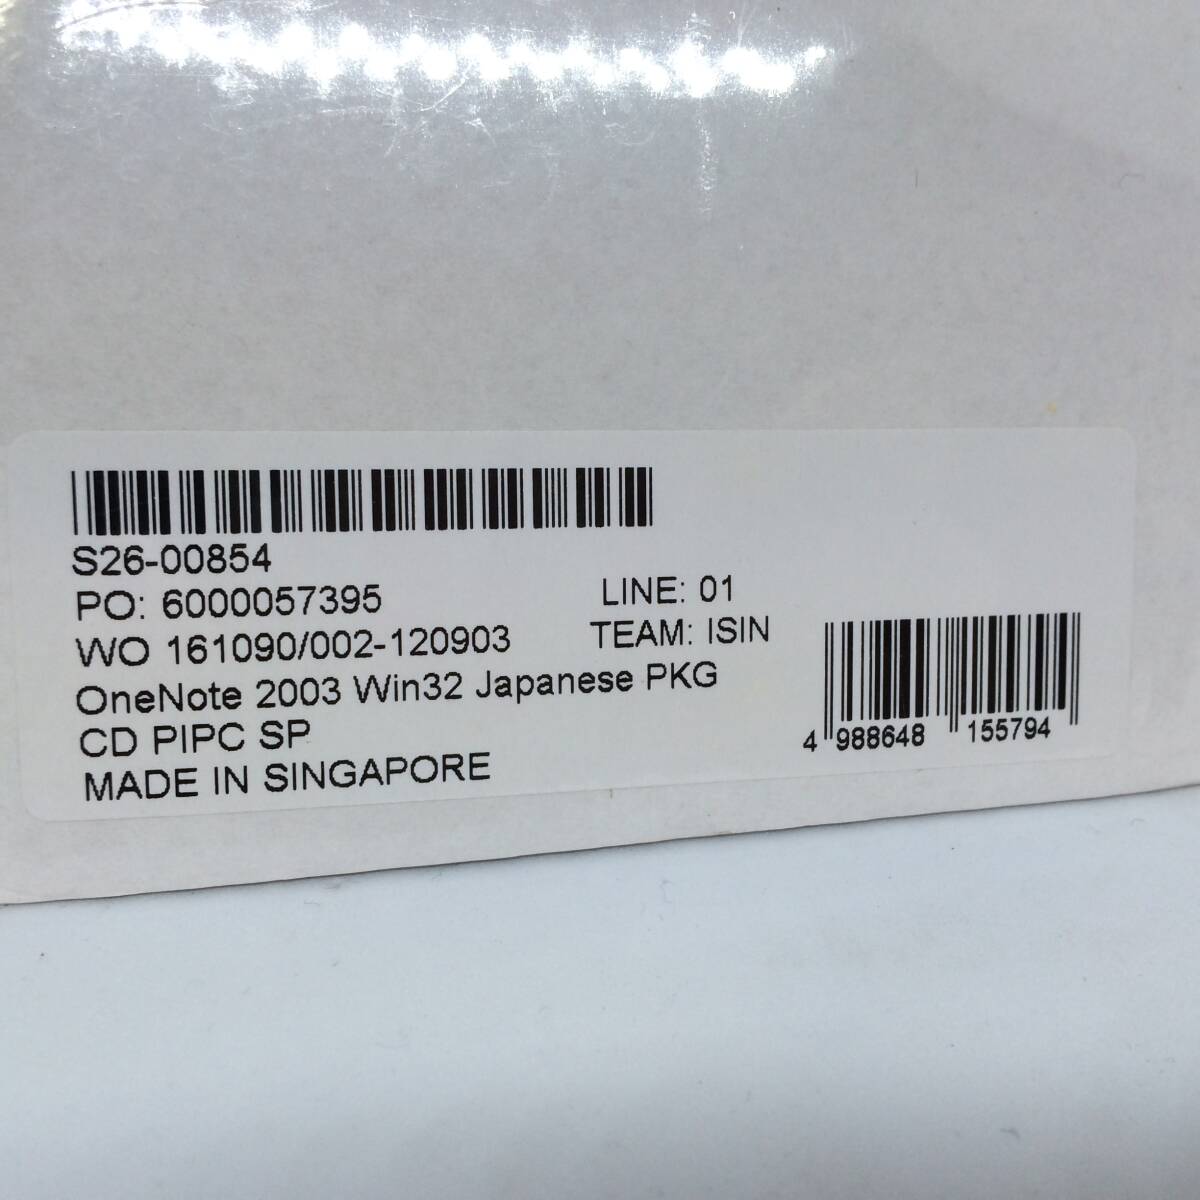 S26-00854
PO: 6000057395 LINE: 01
WO 161090/002-120903 TEAM: ISIN
OneNote 2003 Win32 Japanese PKG
CD PIPC SP
MADE IN SINGAPORE
4 988648 155794